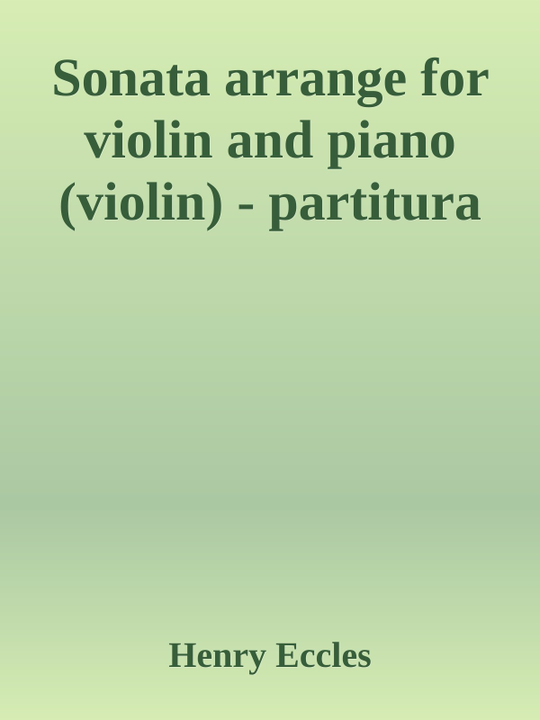 Sonata arrange for
violin and piano
(violin) - partitura
Henry Eccles